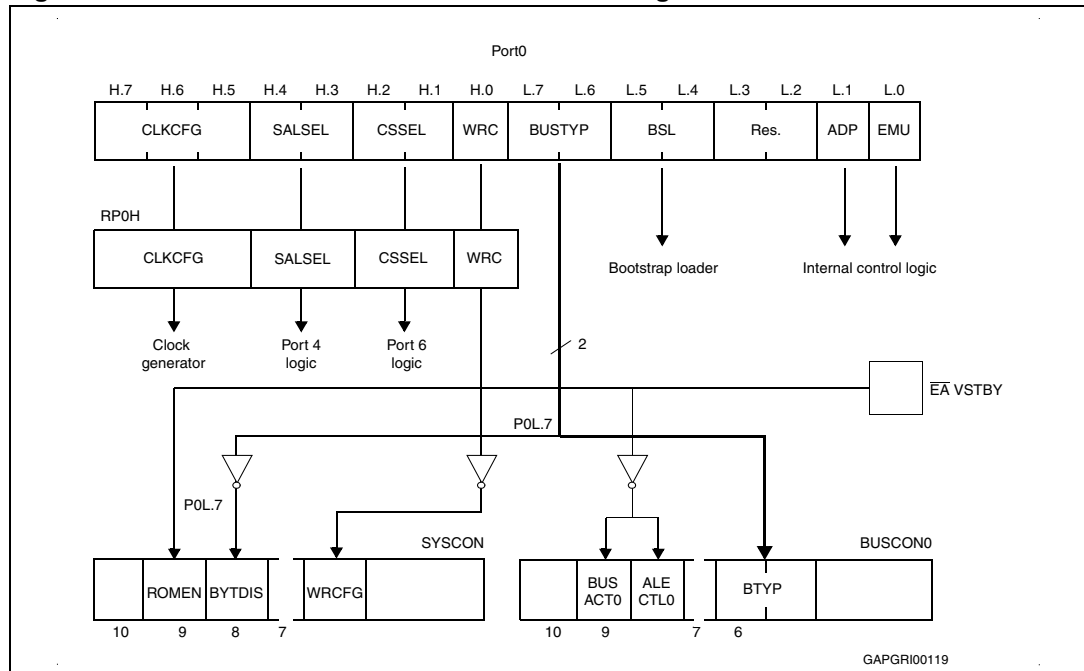 Port0
H.7 H.6 H.5 H.4 H.3 H.2 H.1 H.0 L.7 L.6 L.5 L.4 L.3 L.2 L.1 L.0
CLKCFG SALSEL CSSEL WRC BUSTYP BSL Res. ADP EMU
RP0H
CLKCFG SALSEL CSSEL WRC
Bootstrap loader Internal control logic
Clock generator
Port 4 logic
Port 6 logic
2
EA VSTBY
P0L.7
P0L.7
SYSCON BUSCON0
ROMEN BYTDIS WRCFG
BUS ACT0
ALE CTL0
BTYP
10 9 8 7 10 9 7 6
GAPGRI00119